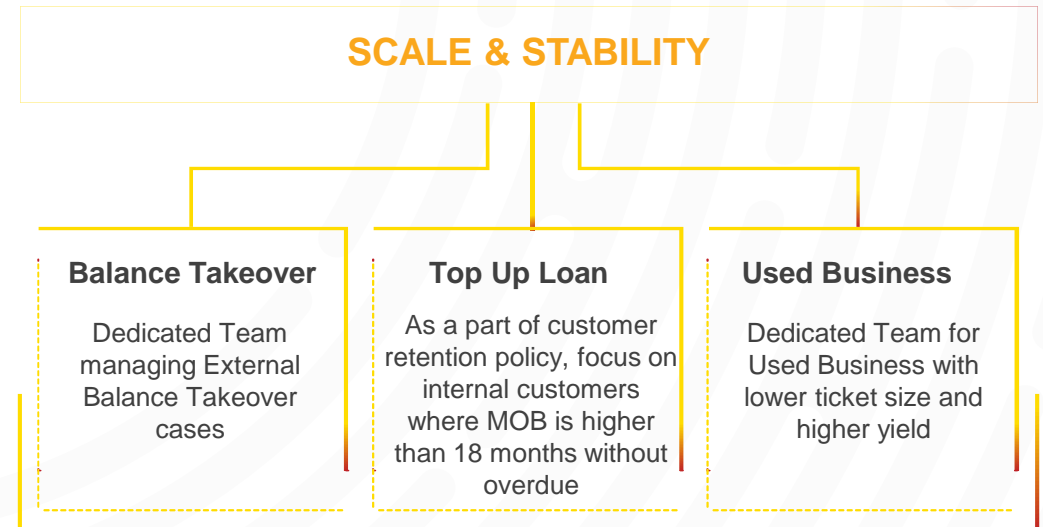 SCALE & STABILITY
Balance Takeover
Dedicated Team
managing External
Balance Takeover
cases
Top Up Loan
As a part of customer
retention policy, focus on
internal customers
where MOB is higher
than 18 months without
overdue
Used Business
Dedicated Team for
Used Business with
lower ticket size and
higher yield